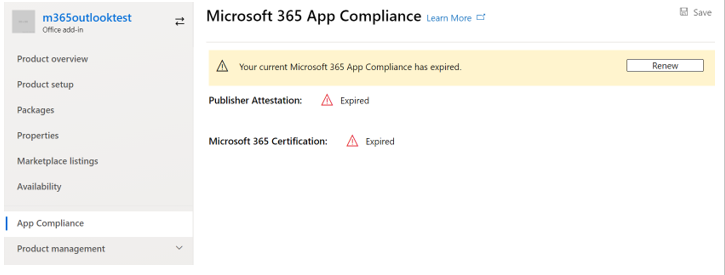 m365outlooktest
Office add-in
Product overview
Product setup
Packages
Properties
Marketplace listings
Availability
App Compliance
Product management
Microsoft 365 App Compliance Learn More
Save
Your current Microsoft 365 App Compliance has expired.
Renew
Publisher Attestation: Expired
Microsoft 365 Certification: Expired